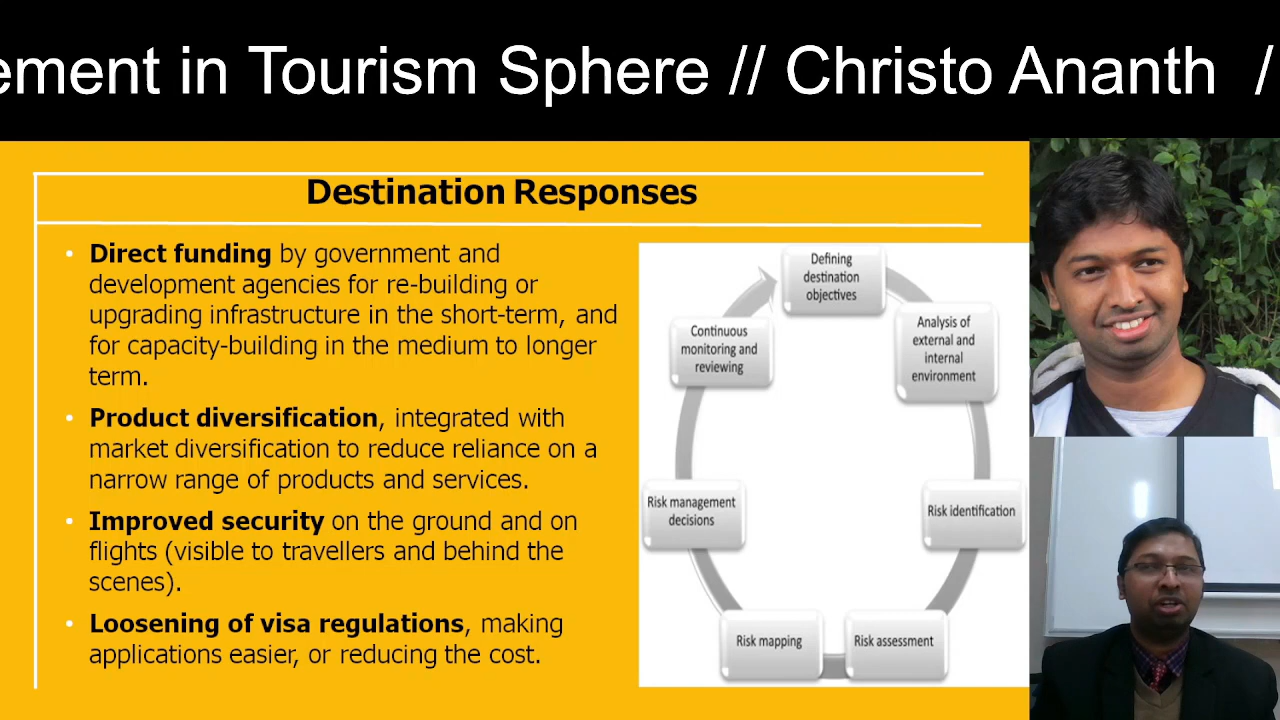 ement in Tourism Sphere // Christo Ananth /
Destination Responses
• Direct funding by government and
development agencies for re-building or
upgrading infrastructure in the short-term, and
for capacity-building in the medium to longer
term.
• Product diversification, integrated with
market diversification to reduce reliance on a
narrow range of products and services.
• Improved security on the ground and on
flights (visible to travellers and behind the
scenes).
• Loosening of visa regulations, making
applications easier, or reducing the cost.
Defining
destination
objectives
Analysis of
external and
internal
environment
Risk identification
Risk assessment
Risk mapping
Risk management
decisions
Continuous
monitoring and
reviewing